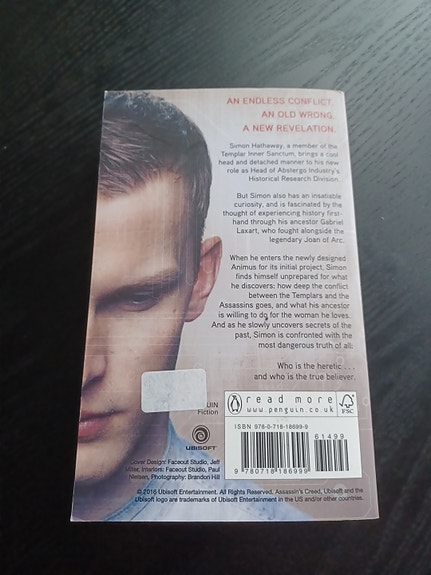 AN ENDLESS CONFLICT.
AN OLD WRONG.
A NEW REVELATION.
Simon Hathaway, a member of the
Templar Inner Sanctum, brings a cool
head and detached manner to his new
role as Head of Abstergo Industry's
Historical Research Division.
But Simon also has an insatiable
curiosity, and is fascinated by the
thought of experiencing history first-
hand through his ancestor Gabriel
Laxart, who fought alongside the
legendary Joan of Arc.
When he enters the newly designed
Animus for its initial project, Simon
finds himself unprepared for what
he discovers: how deep the conflict
between the Templars and the
Assassins goes, and what his ancestor
is willing to do for the woman he loves.
And as he slowly uncovers secrets of the
past, Simon is confronted with the
most dangerous truth of all:
Who is the heretic . . .
and who is the true believer.
UIN
Fiction
read more
www.penguin.co.uk
FSC
UBISOFT
ISBN 978-0-718-18699-9
61499
9 780718 186999
Cover Design: Faceout Studio, Jeff
Miller, Interiors: Faceout Studio, Paul
Nielsen, Photography: Brandon Hill
© 2016 Ubisoft Entertainment. All Rights Reserved. Assassin's Creed, Ubisoft and the
Ubisoft logo are trademarks of Ubisoft Entertainment in the US and/or other countries.